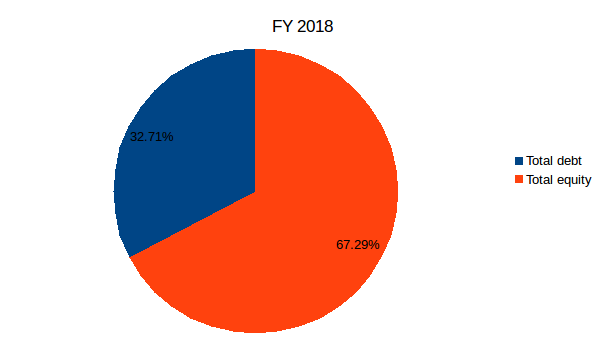 FY 2018
32.71%
Total debt
Total equity
67.29%